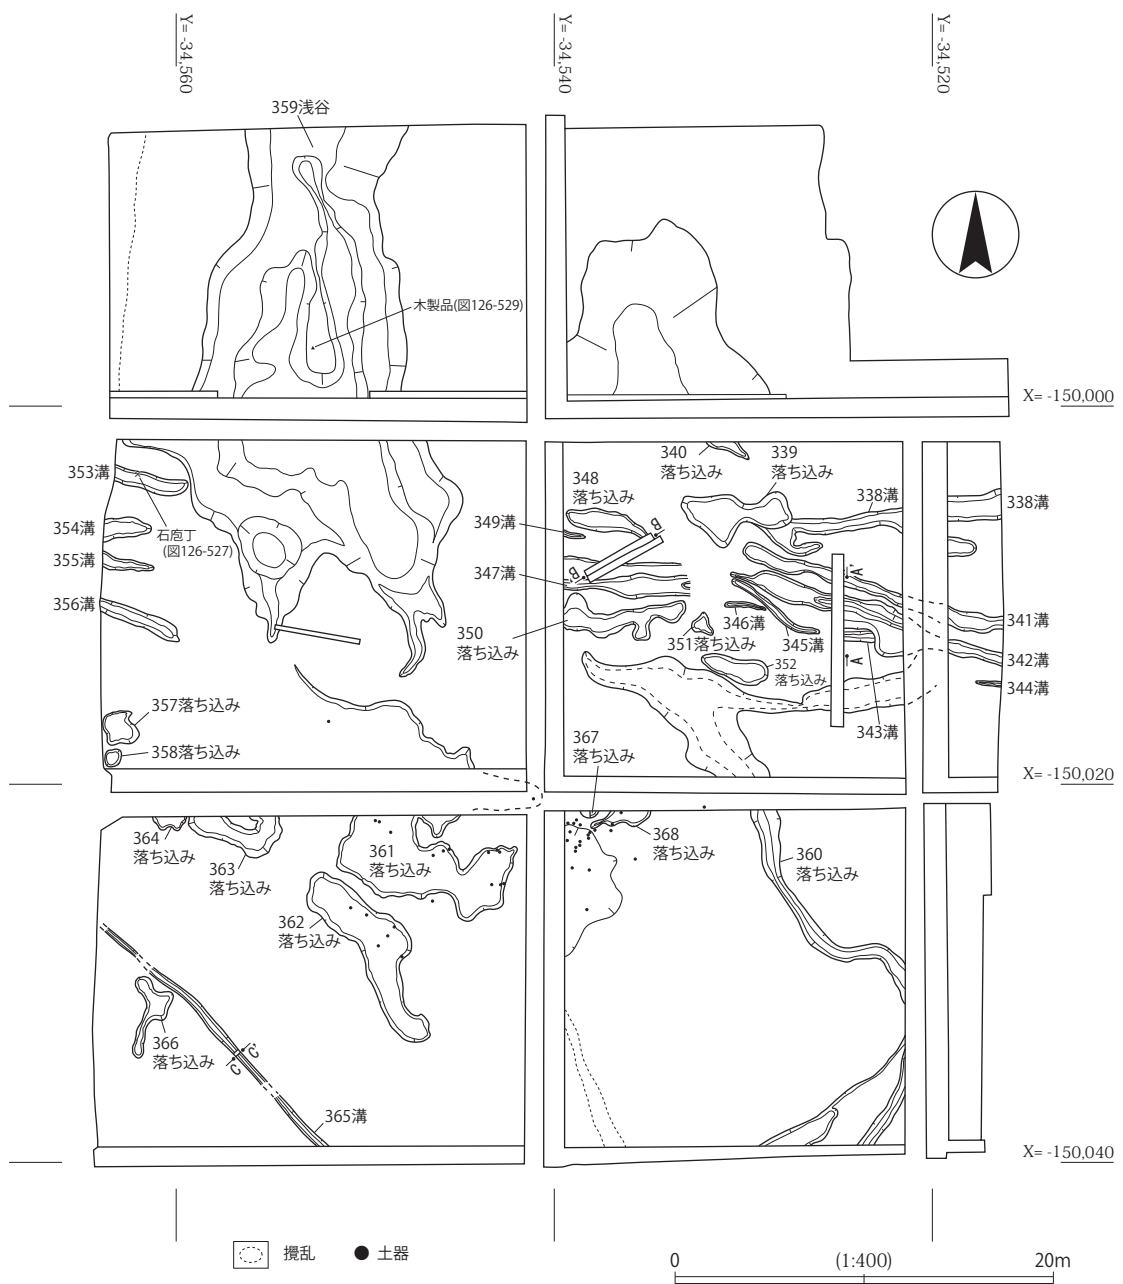 Y= -34,560
Y= -34,540
Y= -34,520
359浅谷
木製品(図126-529)
X= -150,000
353溝
354溝
石庖丁
(図126-527)
355溝
356溝
357落ち込み
358落ち込み
340
落ち込み
339
落ち込み
348
落ち込み
338溝
338溝
349溝
B
347溝
B'
A'
350
落ち込み
346溝
351落ち込み
345溝
A
352
落ち込み
341溝
342溝
344溝
343溝
367
落ち込み
X= -150,020
364
落ち込み
363
落ち込み
361
落ち込み
368
落ち込み
360
落ち込み
362
落ち込み
366
落ち込み
C'
C
365溝
X= -150,040
攪乱
土器
0
(1:400)
20m